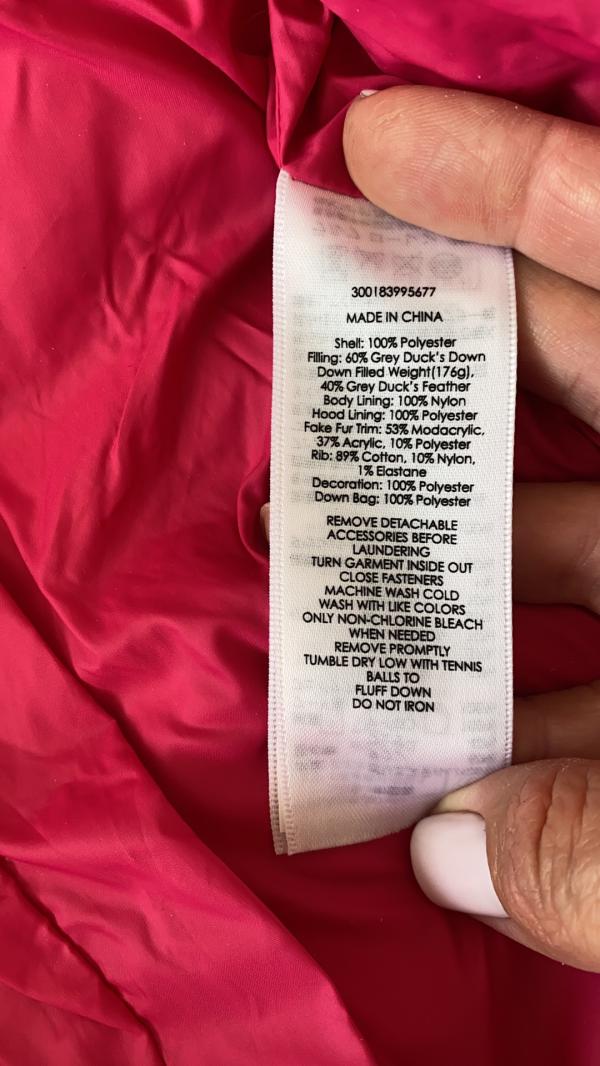 300183995677
MADE IN CHINA
Shell: 100% Polyester
Filling: 60% Grey Duck's Down
Down Filled Weight(176g),
40% Grey Duck's Feather
Body Lining: 100% Nylon
Hood Lining: 100% Polyester
Fake Fur Trim: 53% Modacrylic,
37% Acrylic, 10% Polyester
Rib: 89% Cotton, 10% Nylon,
1% Elastane
Decoration: 100% Polyester
Down Bag: 100% Polyester
REMOVE DETACHABLE
ACCESSORIES BEFORE
LAUNDERING
TURN GARMENT INSIDE OUT
CLOSE FASTENERS
MACHINE WASH COLD
WASH WITH LIKE COLORS
ONLY NON-CHLORINE BLEACH
WHEN NEEDED
REMOVE PROMPTLY
TUMBLE DRY LOW WITH TENNIS
BALLS TO
FLUFF DOWN
DO NOT IRON